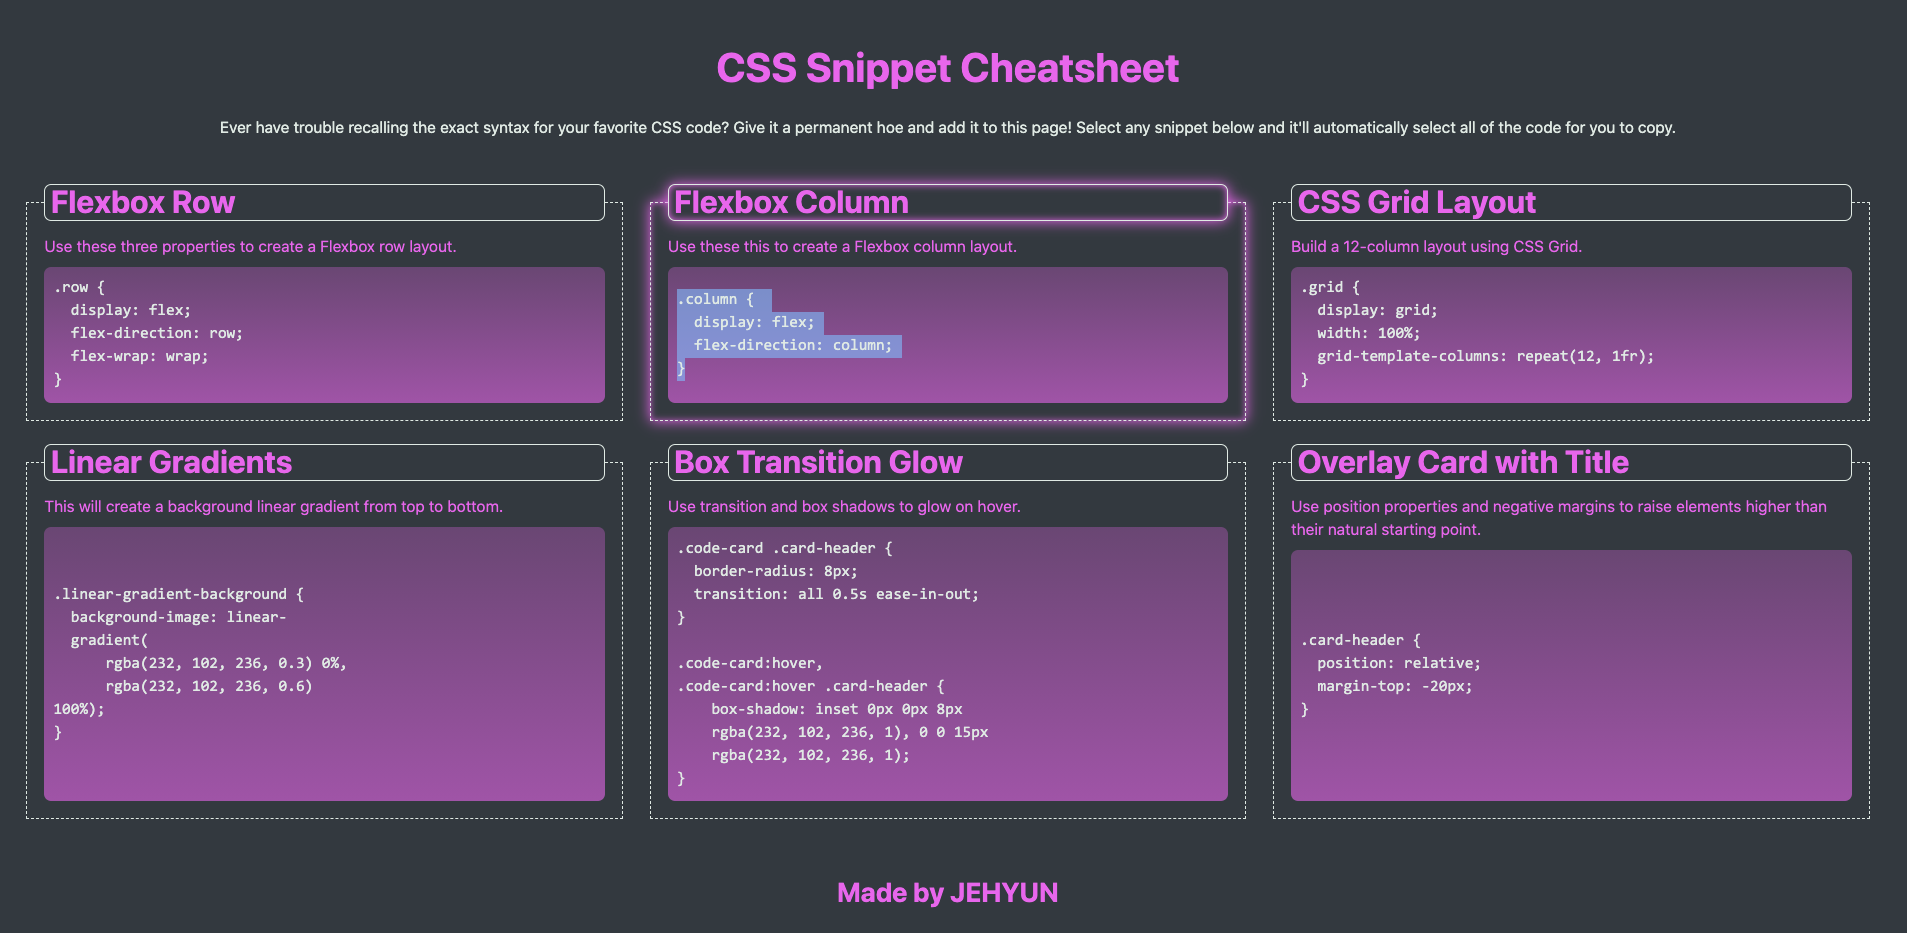 CSS Snippet Cheatsheet
Ever have trouble recalling the exact syntax for your favorite CSS code? Give it a permanent hoe and add it to this page! Select any snippet below and it'll automatically select all of the code for you to copy.
Flexbox Row
Use these three properties to create a Flexbox row layout.
.row {
  display: flex;
  flex-direction: row;
  flex-wrap: wrap;
}
Flexbox Column
Use these this to create a Flexbox column layout.
.column {
  display: flex;
  flex-direction: column;
}
CSS Grid Layout
Build a 12-column layout using CSS Grid.
.grid {
  display: grid;
  width: 100%;
  grid-template-columns: repeat(12, 1fr);
}
Linear Gradients
This will create a background linear gradient from top to bottom.
.linear-gradient-background {
  background-image: linear-
  gradient(
      rgba(232, 102, 236, 0.3) 0%,
      rgba(232, 102, 236, 0.6)
100%);
}
Box Transition Glow
Use transition and box shadows to glow on hover.
.code-card .card-header {
  border-radius: 8px;
  transition: all 0.5s ease-in-out;
}
.code-card:hover,
.code-card:hover .card-header {
    box-shadow: inset 0px 0px 8px
    rgba(232, 102, 236, 1), 0 0 15px
    rgba(232, 102, 236, 1);
}
Overlay Card with Title
Use position properties and negative margins to raise elements higher than
their natural starting point.
.card-header {
  position: relative;
  margin-top: -20px;
}
Made by JEHYUN